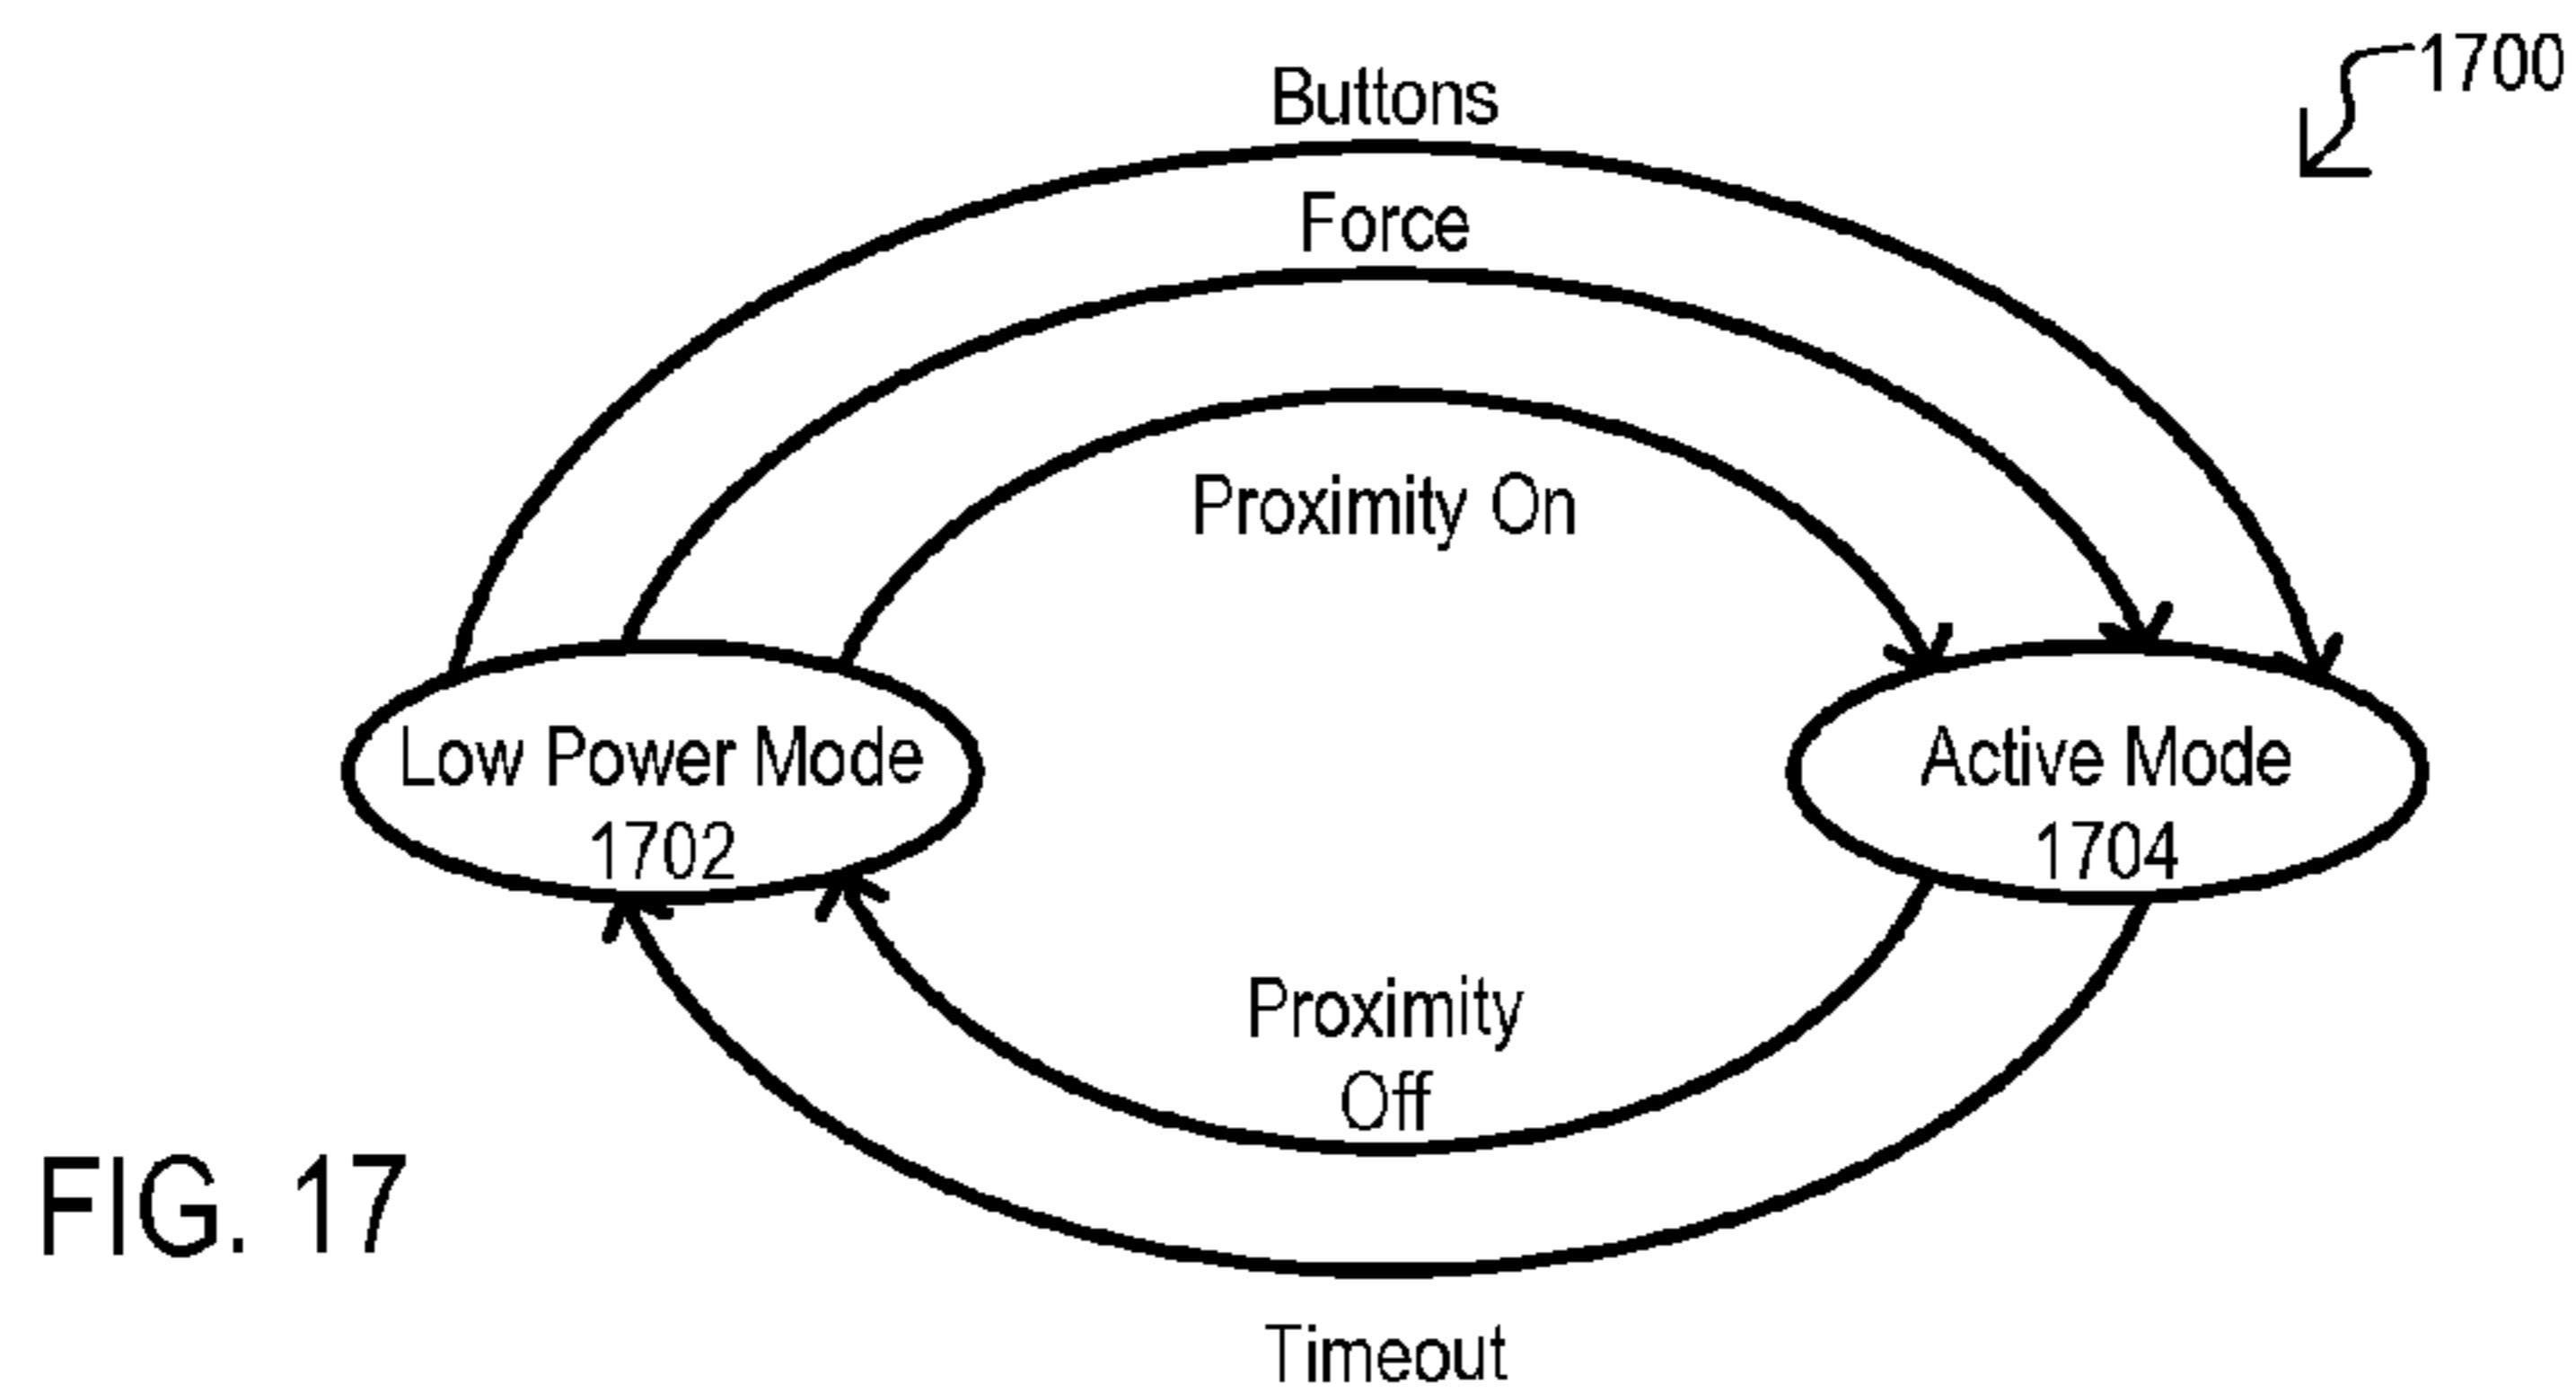 1700
Buttons
Force
Proximity On
Low Power Mode
1702
Active Mode
1704
Proximity
Off
Timeout
FIG. 17